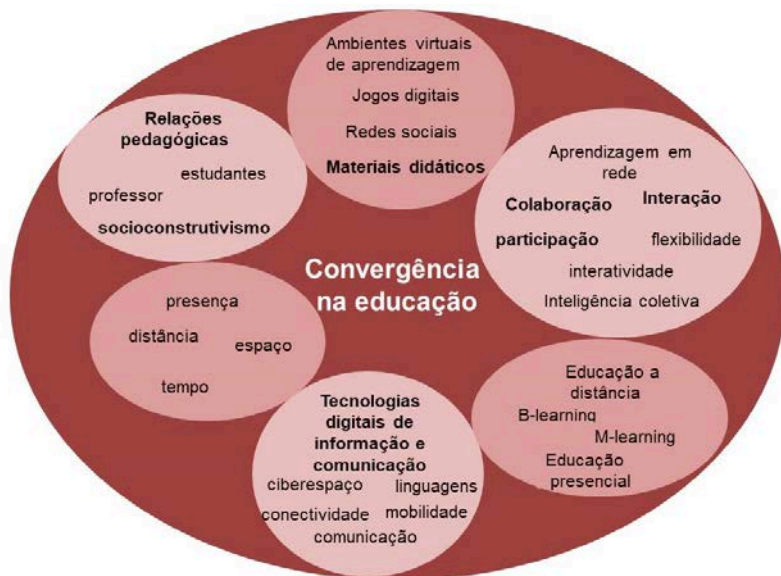 Ambientes virtuais
de aprendizagem
Jogos digitais
Redes sociais
Materiais didáticos
Relações
pedagógicas
estudantes
professor
socioconstrutivismo
Aprendizagem em
rede
Colaboração Interação
participação flexibilidade
interatividade
Inteligência coletiva
Convergência
na educação
presença
distância
espaço
tempo
Tecnologias
digitais de
informação e
comunicação
ciberespaço linguagens
conectividade mobilidade
comunicação
Educação a
distância
B-learning
M-learning
Educação
presencial